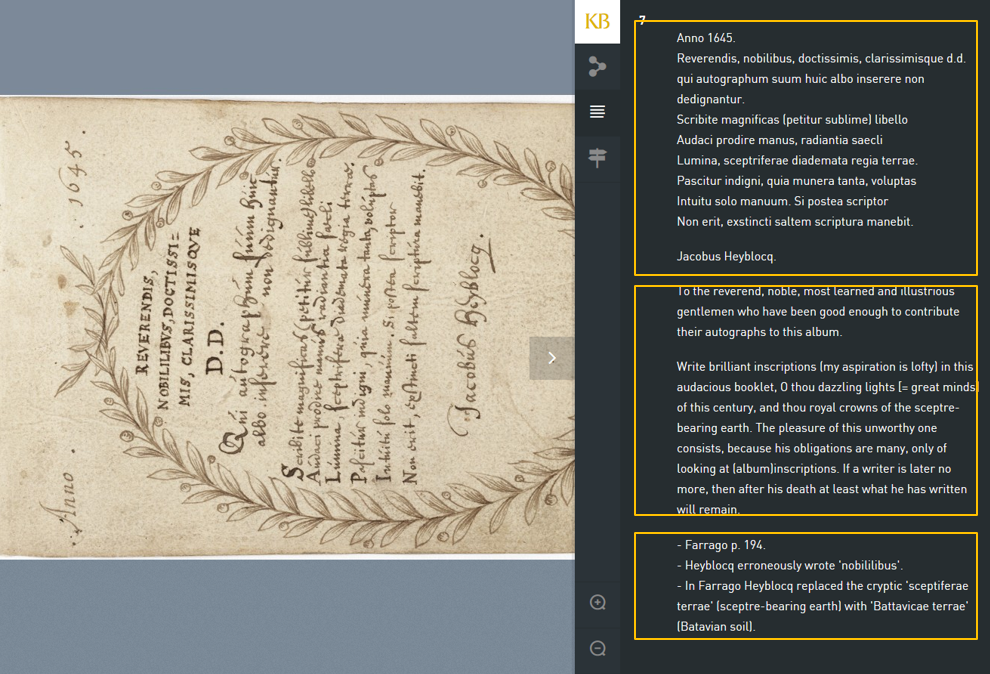 Anno . 1645.
REVERENDIS,
NOBILILBUS, DOCTISSI=
MIS, CLARISSIMISQUE
D.D.
Qui autographum suum huic
albo inserere non dedignantur.
Scribite magnificas (petitur sublime) libello
Audaci prodire manus, radiantia saecli
Lumina, sceptriferae diademata regia terrae.
Pascitur indigni, quia munera tanta, voluptas
Intuitu solo manuum. Si postea scriptor
Non erit, exstincti saltem scriptura manebit.
Jacobus Heyblocq.
KB
7
Anno 1645.
Reverendis, nobilibus, doctissimis, clarissimisque d.d.
qui autographum suum huic albo inserere non
dedignantur.
Scribite magnificas (petitur sublime) libello
Audaci prodire manus, radiantia saecli
Lumina, sceptriferae diademata regia terrae.
Pascitur indigni, quia munera tanta, voluptas
Intuitu solo manuum. Si postea scriptor
Non erit, exstincti saltem scriptura manebit.
Jacobus Heyblocq.
To the reverend, noble, most learned and illustrious
gentlemen who have been good enough to contribute
their autographs to this album.
Write brilliant inscriptions (my aspiration is lofty) in this
audacious booklet, O thou dazzling lights [= great minds]
of this century, and thou royal crowns of the sceptre-
bearing earth. The pleasure of this unworthy one
consists, because his obligations are many, only of
looking at (album)inscriptions. If a writer is later no
more, then after his death at least what he has written
will remain.
- Farrago p. 194.
- Heyblocq erroneously wrote 'nobililibus'.
- In Farrago Heyblocq replaced the cryptic 'sceptiferae
terrae' (sceptre-bearing earth) with 'Battavicae terrae'
(Batavian soil).